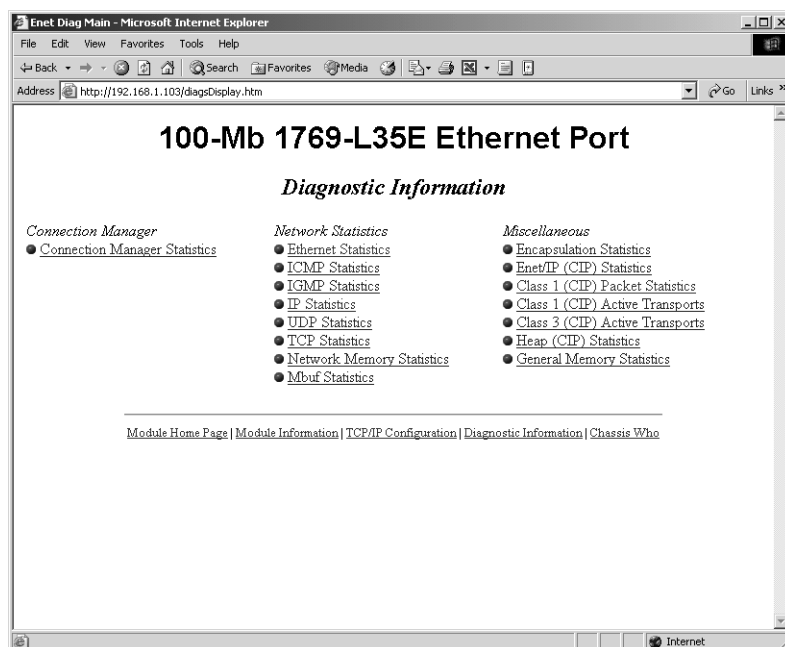 Enet Diag Main - Microsoft Internet Explorer
File Edit View Favorites Tools Help
Back Search Favorites Media
Address http://192.168.1.103/diagsDisplay.htm Go Links »
100-Mb 1769-L35E Ethernet Port
Diagnostic Information
Connection Manager
Connection Manager Statistics
Network Statistics
Ethernet Statistics
ICMP Statistics
IGMP Statistics
IP Statistics
UDP Statistics
TCP Statistics
Network Memory Statistics
Mbuf Statistics
Miscellaneous
Encapsulation Statistics
Enet/IP (CIP) Statistics
Class 1 (CIP) Packet Statistics
Class 1 (CIP) Active Transports
Class 3 (CIP) Active Transports
Heap (CIP) Statistics
General Memory Statistics
Module Home Page | Module Information | TCP/IP Configuration | Diagnostic Information | Chassis Who
Internet